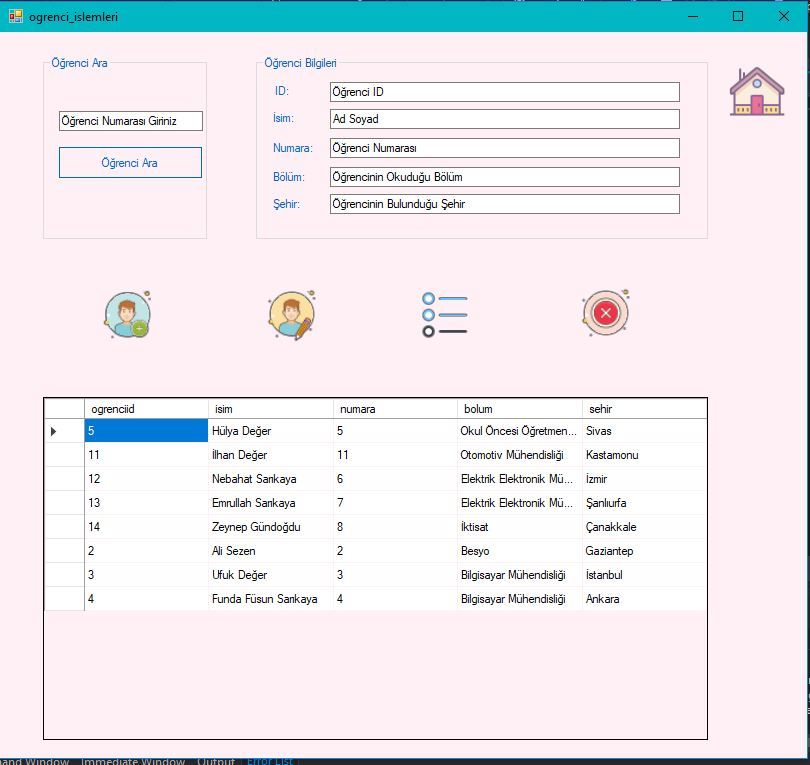 ogrenci_islemleri
Öğrenci Ara
Öğrenci Numarası Giriniz
Öğrenci Ara
Öğrenci Bilgileri
ID: Öğrenci ID
İsim: Ad Soyad
Numara: Öğrenci Numarası
Bölüm: Öğrencinin Okuduğu Bölüm
Şehir: Öğrencinin Bulunduğu Şehir
ogrenciid isim numara bolum sehir
5 Hülya Değer 5 Okul Öncesi Öğretmen... Sivas
11 İlhan Değer 11 Otomotiv Mühendisliği Kastamonu
12 Nebahat Sarıkaya 6 Elektrik Elektronik Mü... İzmir
13 Emrullah Sarıkaya 7 Elektrik Elektronik Mü... Şanlıurfa
14 Zeynep Gündoğdu 8 İktisat Çanakkale
2 Ali Sezen 2 Besyo Gaziantep
3 Ufuk Değer 3 Bilgisayar Mühendisliği İstanbul
4 Funda Füsun Sarıkaya 4 Bilgisayar Mühendisliği Ankara
Window Immediate Window Output Error List